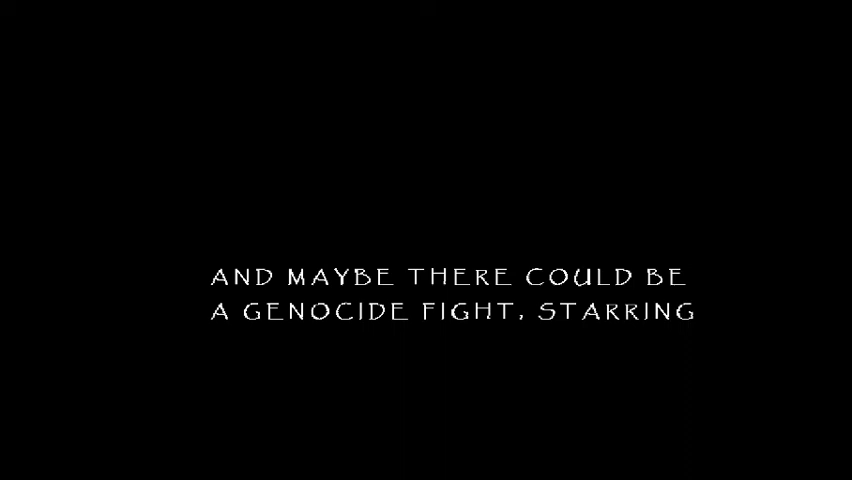 AND MAYBE THERE COULD BE
A GENOCIDE FIGHT, STARRING